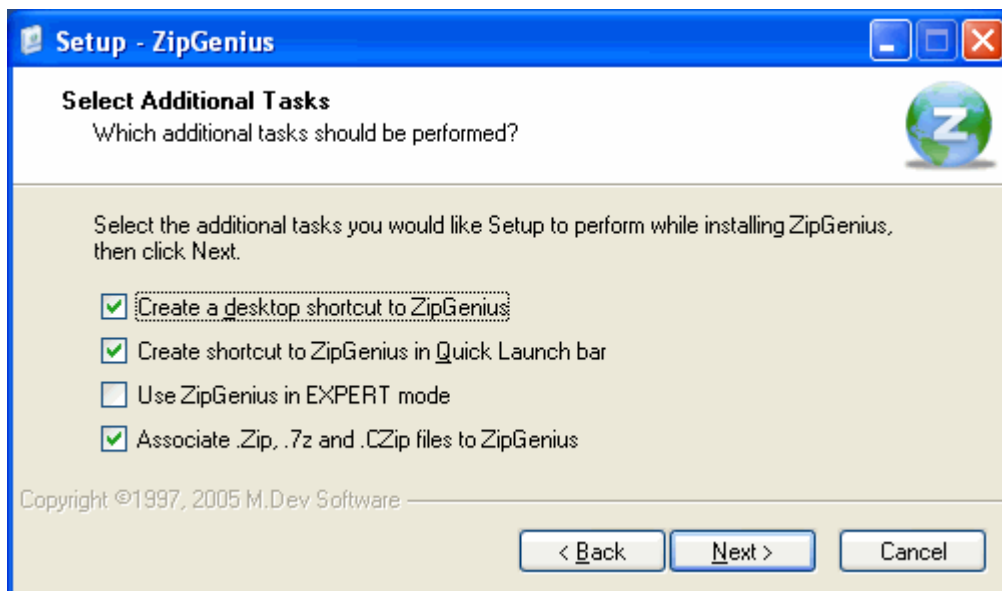 Setup - ZipGenius
Select Additional Tasks
Which additional tasks should be performed?
Z
Select the additional tasks you would like Setup to perform while installing ZipGenius,
then click Next.
Create a desktop shortcut to ZipGenius
Create shortcut to ZipGenius in Quick Launch bar
Use ZipGenius in EXPERT mode
Associate .Zip, .7z and .CZip files to ZipGenius
Copyright ©1997, 2005 M.Dev Software
< Back Next > Cancel